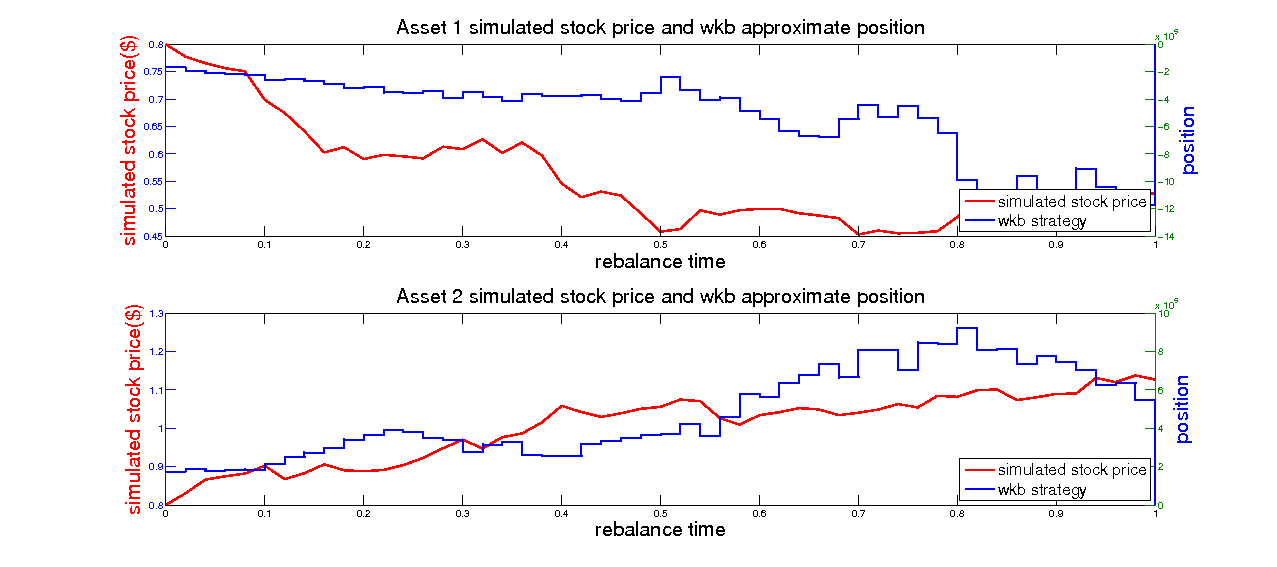 Asset 1 simulated stock price and wkb approximate position
x 10^5
simulated stock price($)
0.8
0.75
0.7
0.65
0.6
0.55
0.5
0.45
0
−2
−4
−6
−8
−10
−12
−14
position
simulated stock price
wkb strategy
0 0.1 0.2 0.3 0.4 0.5 0.6 0.7 0.8 0.9 1
rebalance time
Asset 2 simulated stock price and wkb approximate position
x 10^5
simulated stock price($)
1.3
1.2
1.1
1
0.9
0.8
10
8
6
4
2
0
position
simulated stock price
wkb strategy
0 0.1 0.2 0.3 0.4 0.5 0.6 0.7 0.8 0.9 1
rebalance time